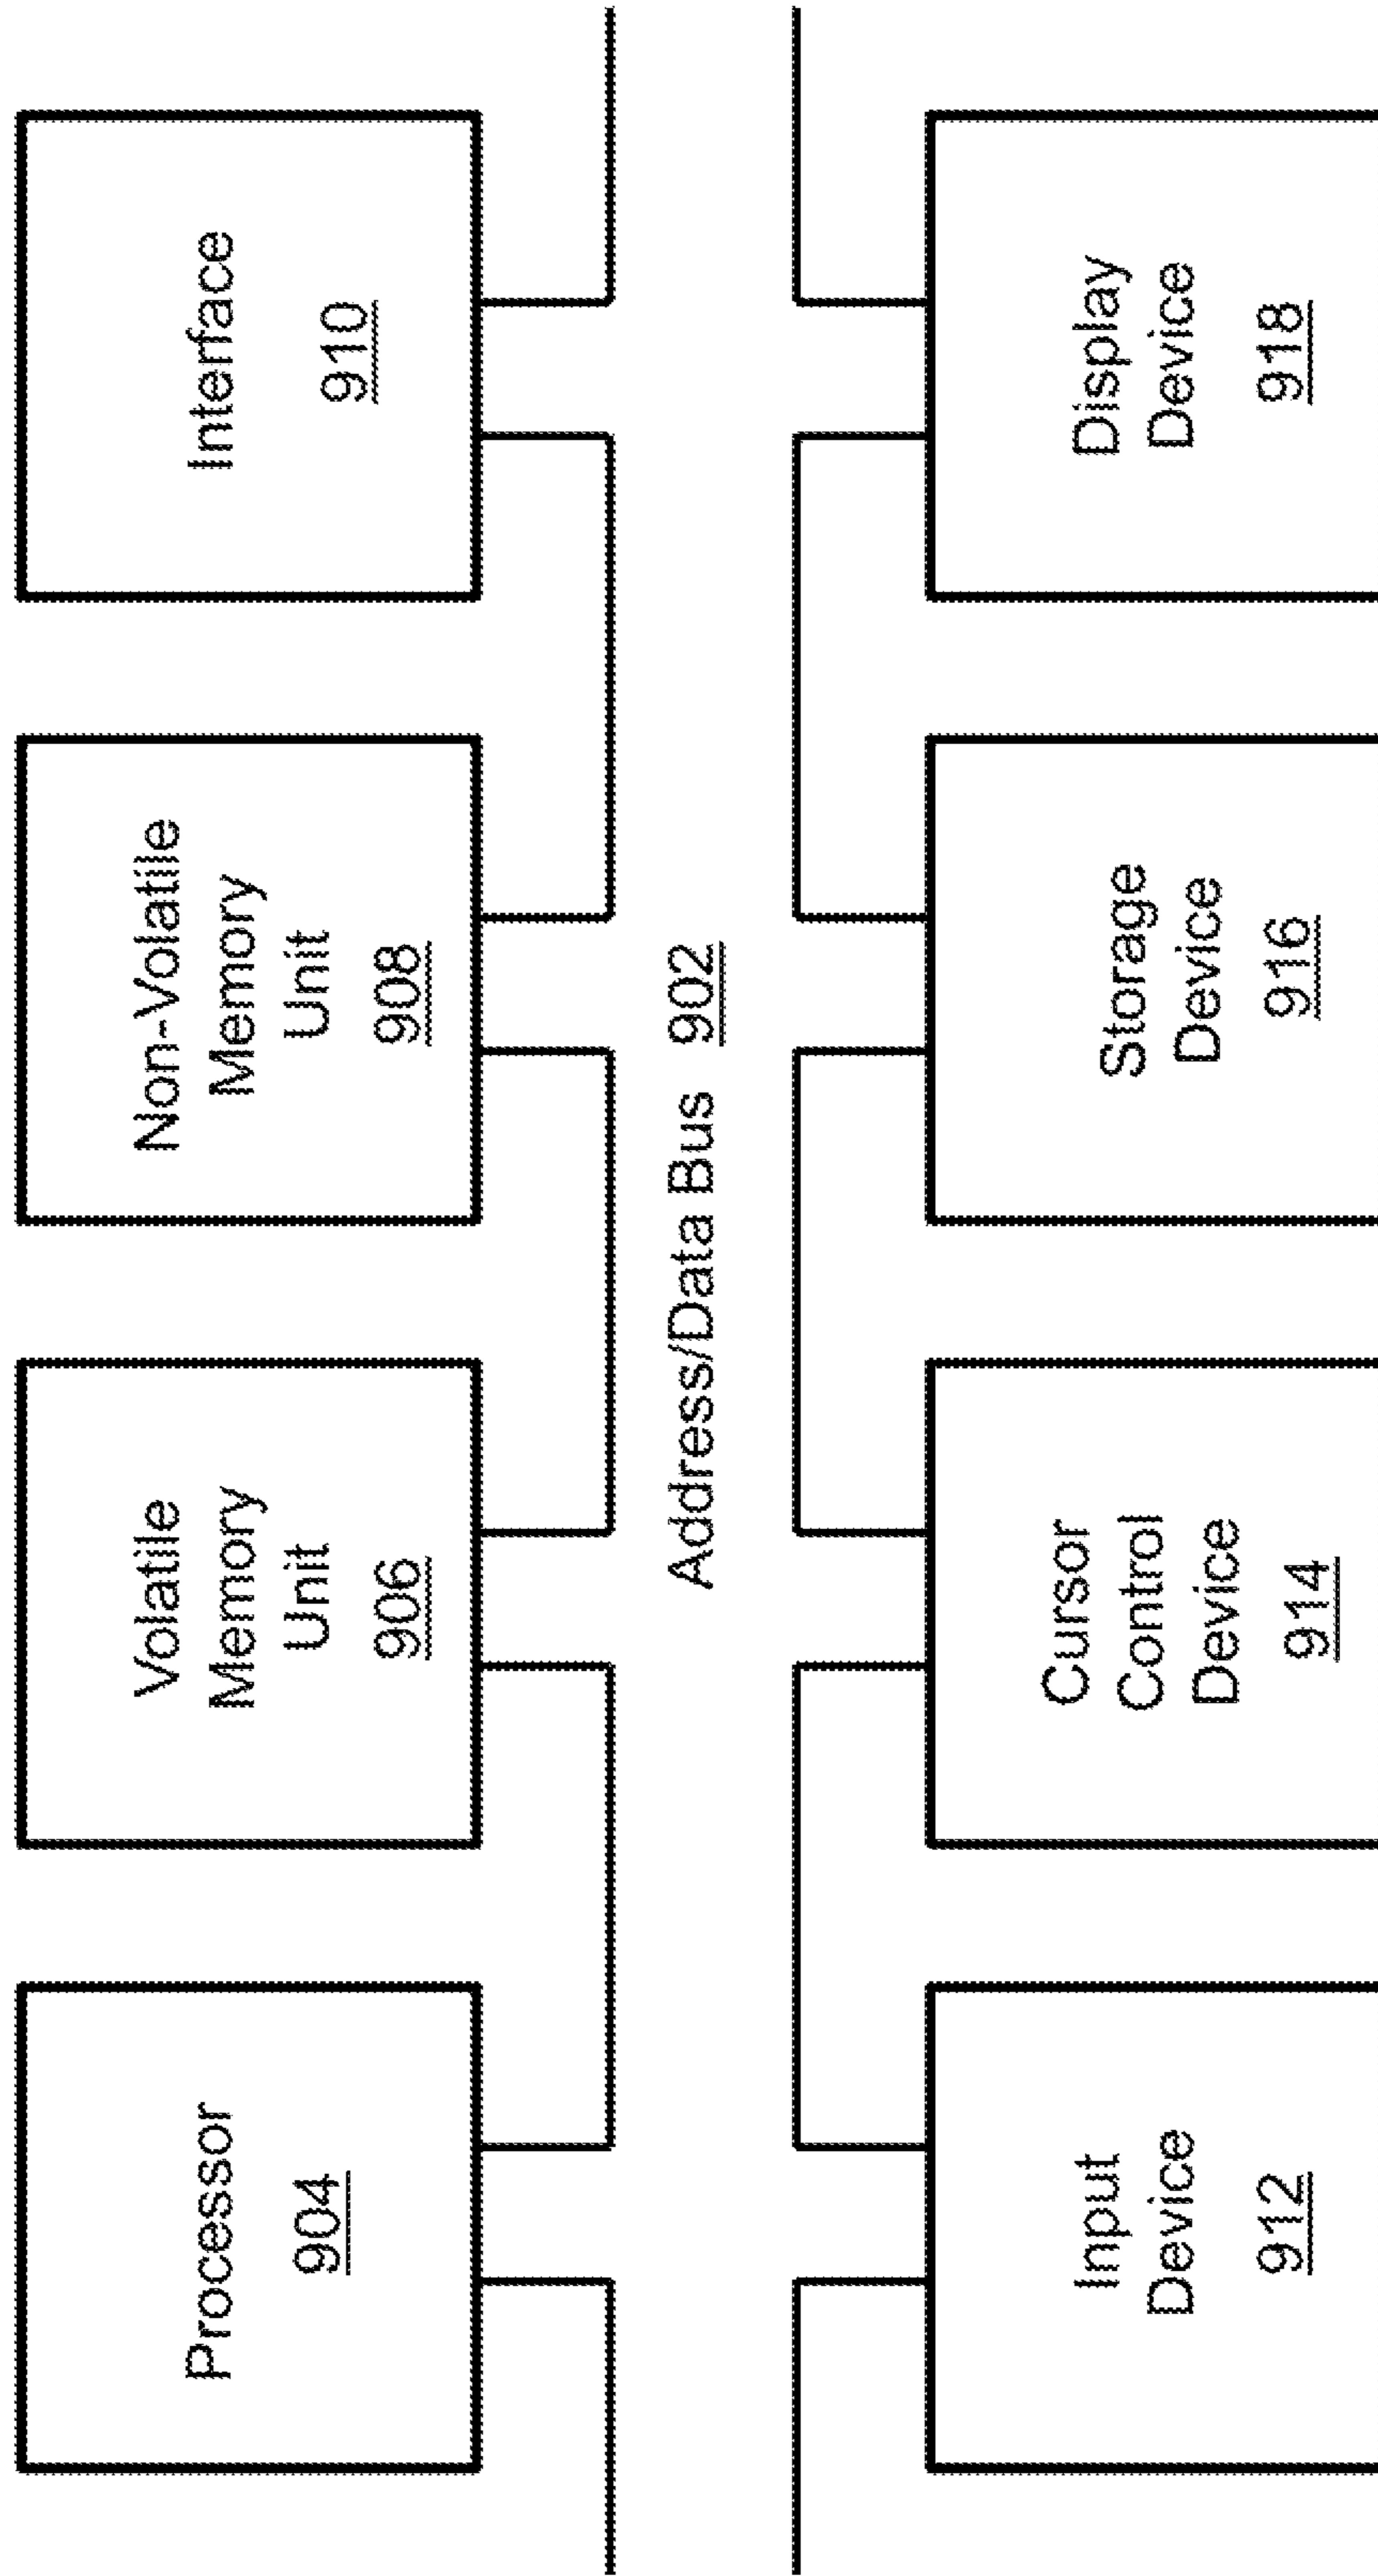 Processor
904
Volatile
Memory
Unit
906
Non-Volatile
Memory
Unit
908
Interface
910
Address/Data Bus 902
Input
Device
912
Cursor
Control
Device
914
Storage
Device
916
Display
Device
918